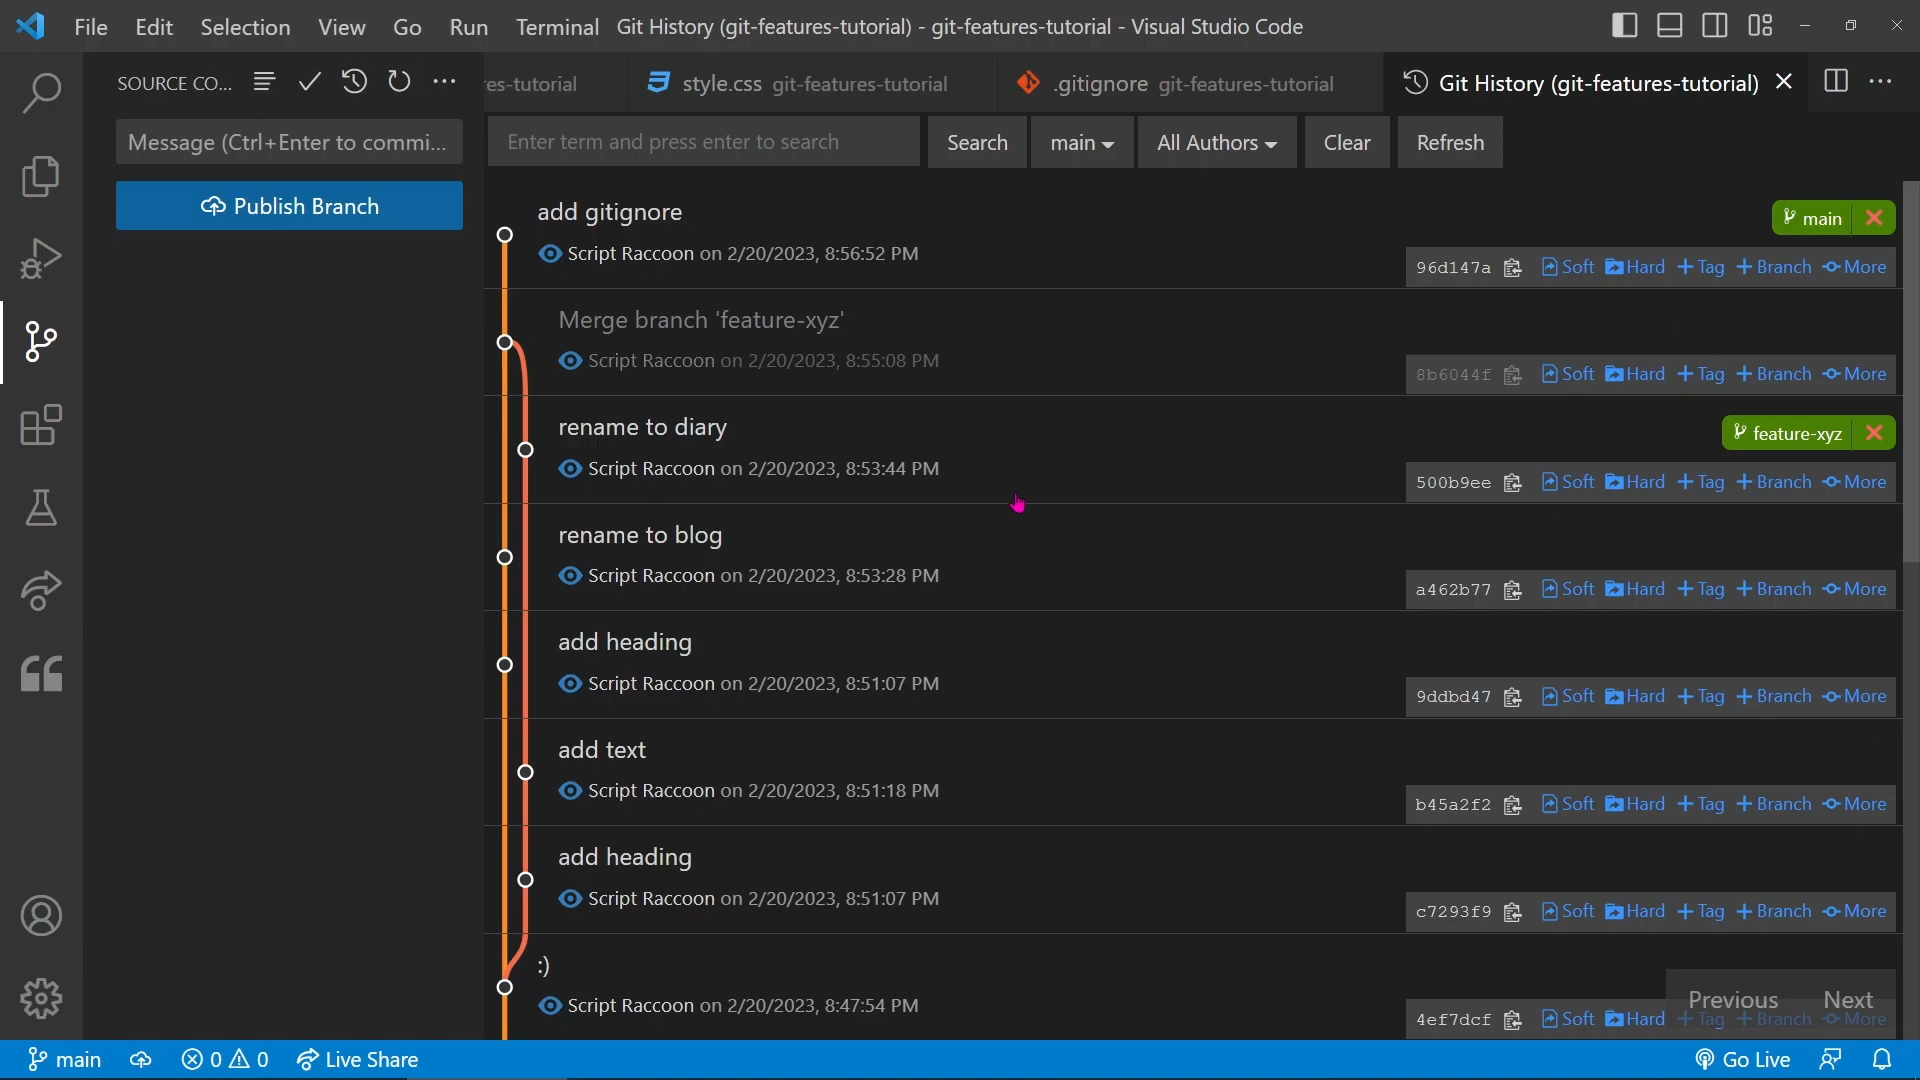 File Edit Selection View Go Run Terminal Git History (git-features-tutorial) - git-features-tutorial - Visual Studio Code
SOURCE CO...
es-tutorial style.css git-features-tutorial .gitignore git-features-tutorial Git History (git-features-tutorial)
Message (Ctrl+Enter to commi...
Publish Branch
Enter term and press enter to search Search main All Authors Clear Refresh
add gitignore
main
Script Raccoon on 2/20/2023, 8:56:52 PM
96d147a Soft Hard +Tag +Branch More
Merge branch 'feature-xyz'
Script Raccoon on 2/20/2023, 8:55:08 PM
8b6044f Soft Hard +Tag +Branch More
rename to diary
feature-xyz
Script Raccoon on 2/20/2023, 8:53:44 PM
500b9ee Soft Hard +Tag +Branch More
rename to blog
Script Raccoon on 2/20/2023, 8:53:28 PM
a462b77 Soft Hard +Tag +Branch More
add heading
Script Raccoon on 2/20/2023, 8:51:07 PM
9ddbd47 Soft Hard +Tag +Branch More
add text
Script Raccoon on 2/20/2023, 8:51:18 PM
b45a2f2 Soft Hard +Tag +Branch More
add heading
Script Raccoon on 2/20/2023, 8:51:07 PM
c7293f9 Soft Hard +Tag +Branch More
:)
Script Raccoon on 2/20/2023, 8:47:54 PM
Previous Next
4ef7dcf Soft Hard +Tag +Branch More
main 0 0 Live Share Go Live